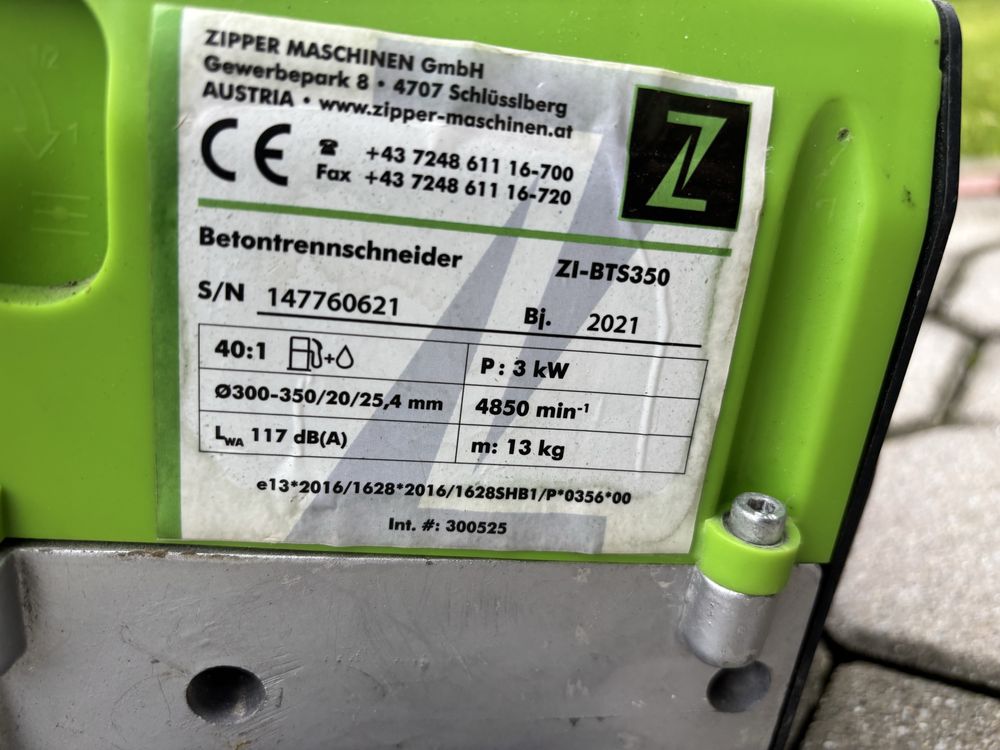 ZIPPER MASCHINEN GmbH
Gewerbepark 8 • 4707 Schlüsslberg
AUSTRIA • www.zipper-maschinen.at
CE
☎ +43 7248 611 16-700
Fax +43 7248 611 16-720
Z
Betontrennschneider ZI-BTS350
S/N 147760621 Bj. 2021
40:1 P: 3 kW
Ø300-350/20/25,4 mm 4850 min⁻¹
LWA 117 dB(A) m: 13 kg
e13*2016/1628*2016/1628SHB1/P*0356*00
Int. #: 300525